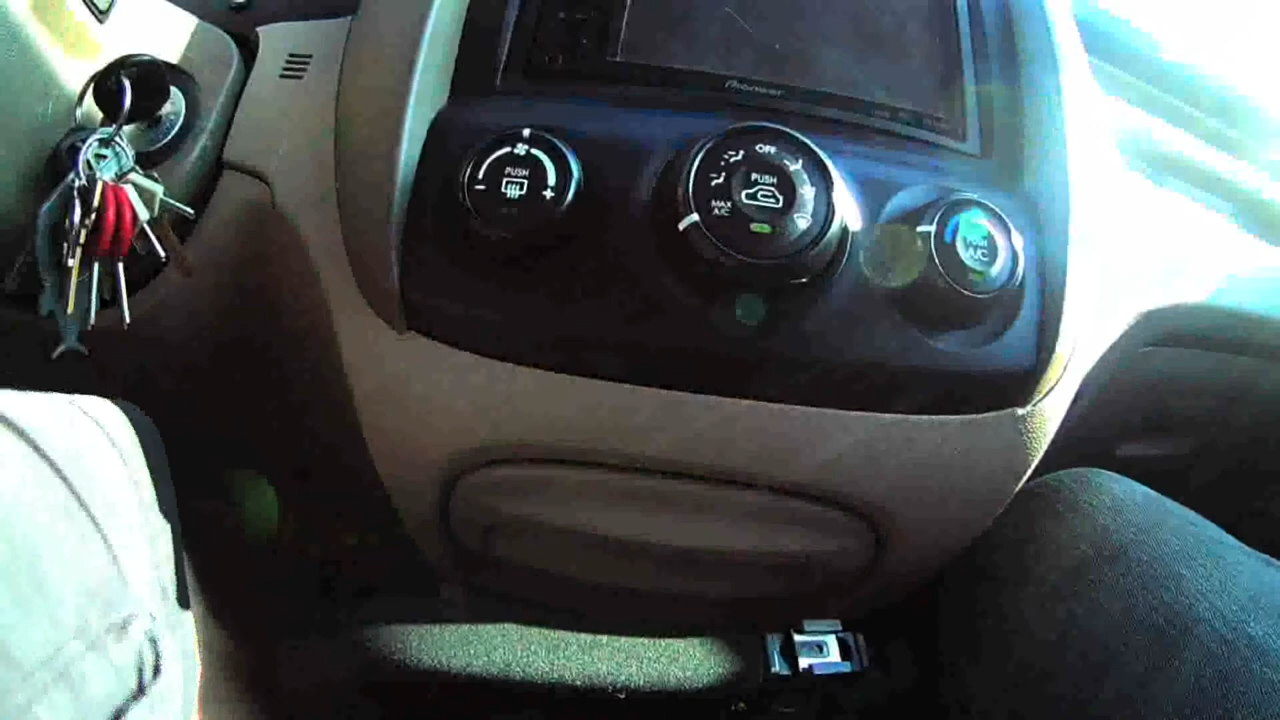 Pioneer
PUSH
- +
OFF
PUSH
MAX
A/C
PUSH
A/C